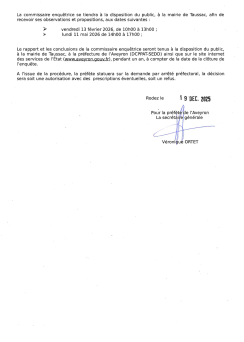 Le commissaire enquêtrice se tiendra à la disposition du public, à la mairie de Taussac, afin de
recevoir ses observations et propositions, aux dates suivantes :
➢ vendredi 13 février 2026, de 10h00 à 13h00 ;
➢ lundi 11 mai 2026 de 14h00 à 17h00 ;
Le rapport et les conclusions de la commissaire enquêtrice seront tenus à la disposition du public,
à la mairie de Taussac, à la préfecture de l'Aveyron (DCPPAT-SEDD) ainsi que sur le site internet
des services de l'État (www.aveyron.gouv.fr), pendant un an, à compter de la date de la clôture de
l'enquête.
A l'issue de la procédure, la préfète statuera sur la demande par arrêté préfectoral, la décision
sera soit une autorisation avec des prescriptions éventuelles, soit un refus.
Rodez le 19 DEC. 2025
Pour la préfète de l'Aveyron
La secrétaire générale
Véronique ORTET